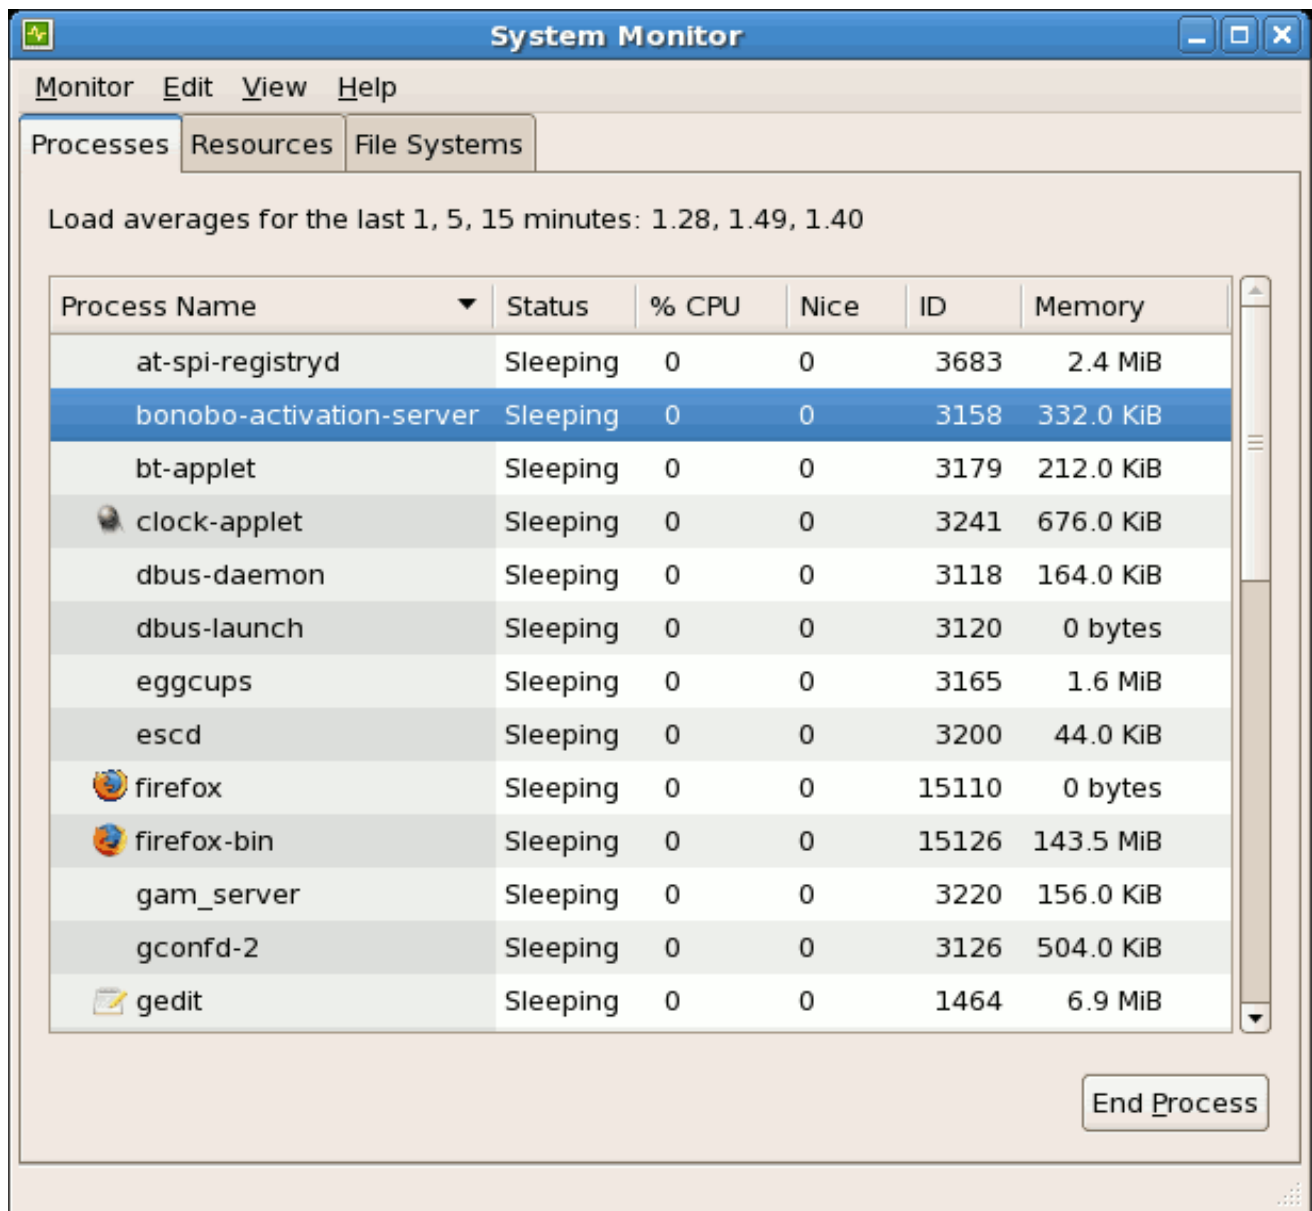 System Monitor
Monitor Edit View Help
Processes Resources File Systems
Load averages for the last 1, 5, 15 minutes: 1.28, 1.49, 1.40
Process Name Status % CPU Nice ID Memory
at-spi-registryd Sleeping 0 0 3683 2.4 MiB
bonobo-activation-server Sleeping 0 0 3158 332.0 KiB
bt-applet Sleeping 0 0 3179 212.0 KiB
clock-applet Sleeping 0 0 3241 676.0 KiB
dbus-daemon Sleeping 0 0 3118 164.0 KiB
dbus-launch Sleeping 0 0 3120 0 bytes
eggcups Sleeping 0 0 3165 1.6 MiB
escd Sleeping 0 0 3200 44.0 KiB
firefox Sleeping 0 0 15110 0 bytes
firefox-bin Sleeping 0 0 15126 143.5 MiB
gam_server Sleeping 0 0 3220 156.0 KiB
gconfd-2 Sleeping 0 0 3126 504.0 KiB
gedit Sleeping 0 0 1464 6.9 MiB
End Process